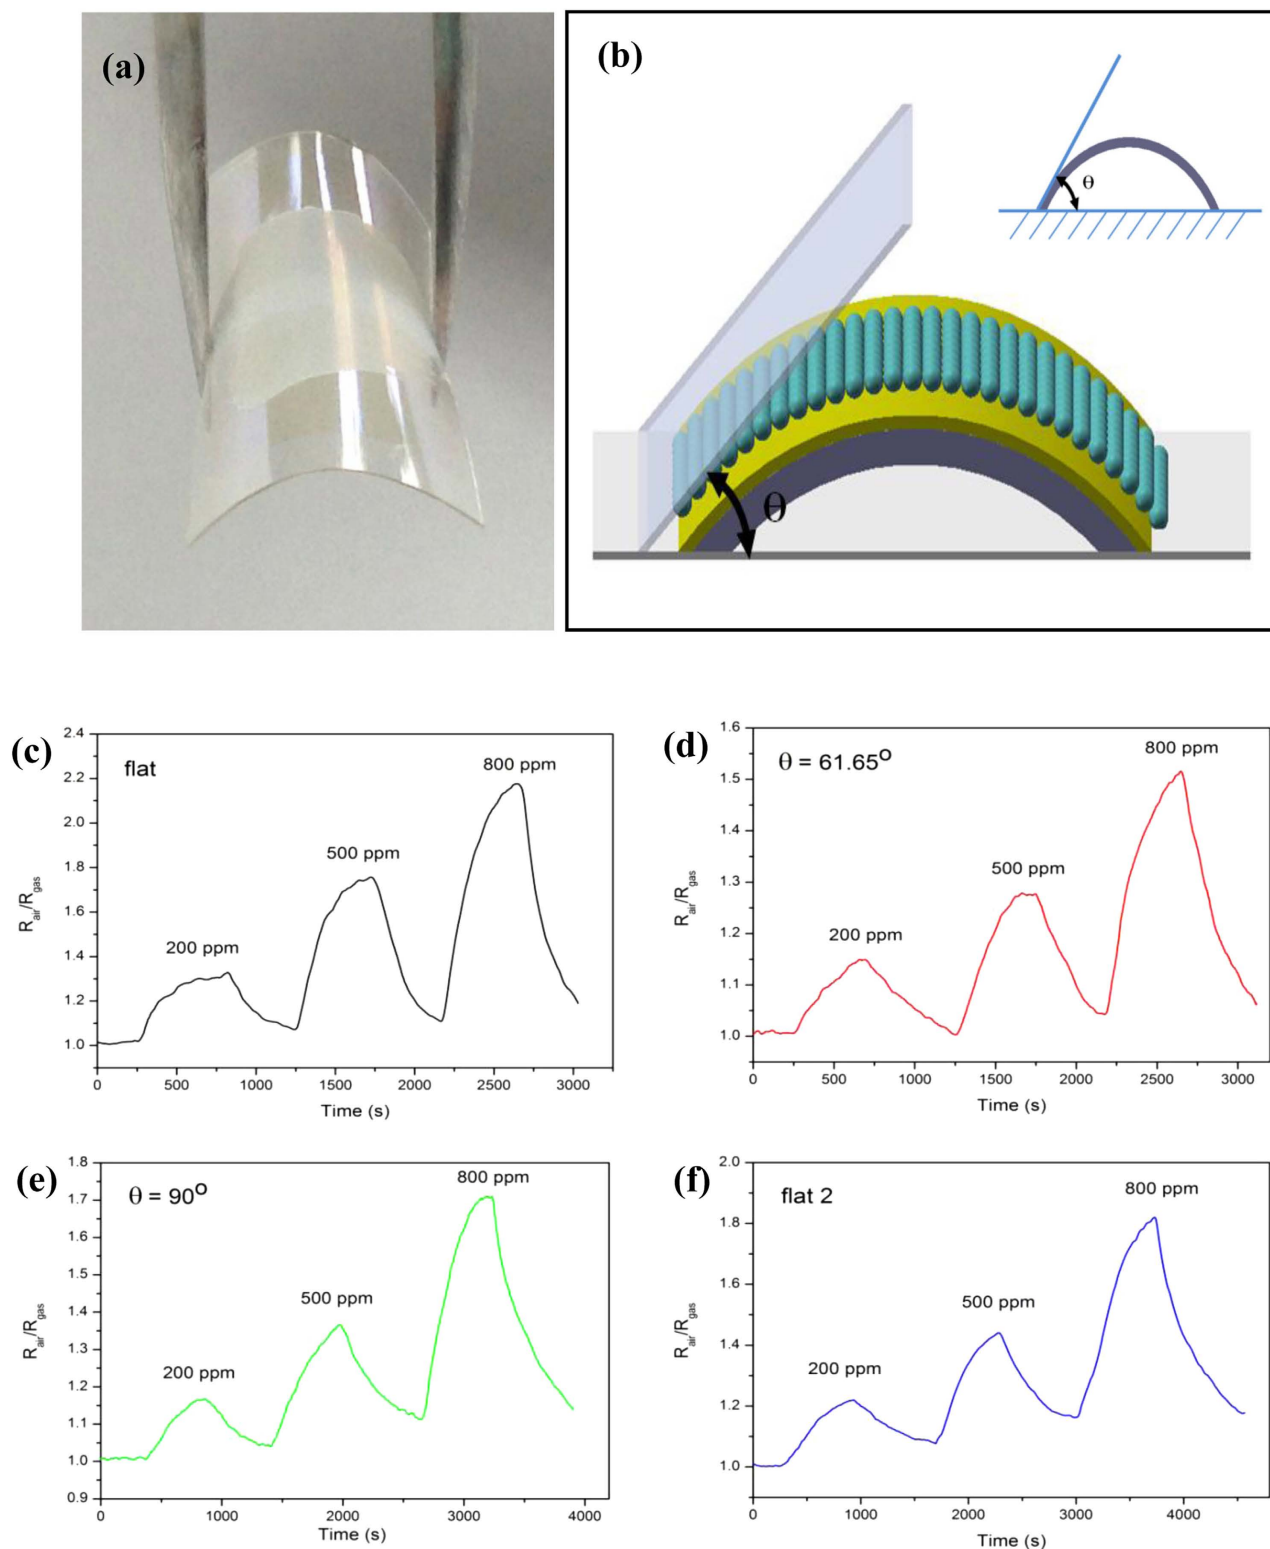 (a)
(b)
θ
θ
(c)
flat
200 ppm
500 ppm
800 ppm
2.4
2.2
2.0
1.8
1.6
1.4
1.2
1.0
R_air/R_gas
0 500 1000 1500 2000 2500 3000
Time (s)
(d)
θ = 61.65°
200 ppm
500 ppm
800 ppm
1.6
1.5
1.4
1.3
1.2
1.1
1.0
R_air/R_gas
0 500 1000 1500 2000 2500 3000
Time (s)
(e)
θ = 90°
200 ppm
500 ppm
800 ppm
1.8
1.7
1.6
1.5
1.4
1.3
1.2
1.1
1.0
0.9
R_air/R_gas
0 1000 2000 3000 4000
Time (s)
(f)
flat 2
200 ppm
500 ppm
800 ppm
2.0
1.8
1.6
1.4
1.2
1.0
R_air/R_gas
0 1000 2000 3000 4000
Time (s)